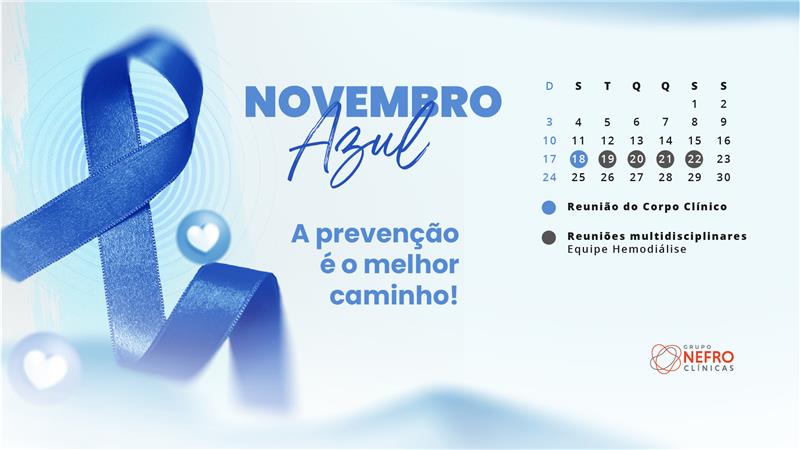 NOVEMBRO
Azul
A prevenção
é o melhor
caminho!
D S T Q Q S S
1 2
3 4 5 6 7 8 9
10 11 12 13 14 15 16
17 18 19 20 21 22 23
24 25 26 27 28 29 30
Reunião do Corpo Clínico
Reuniões multidisciplinares
Equipe Hemodiálise
GRUPO
NEFRO
CLÍNICAS